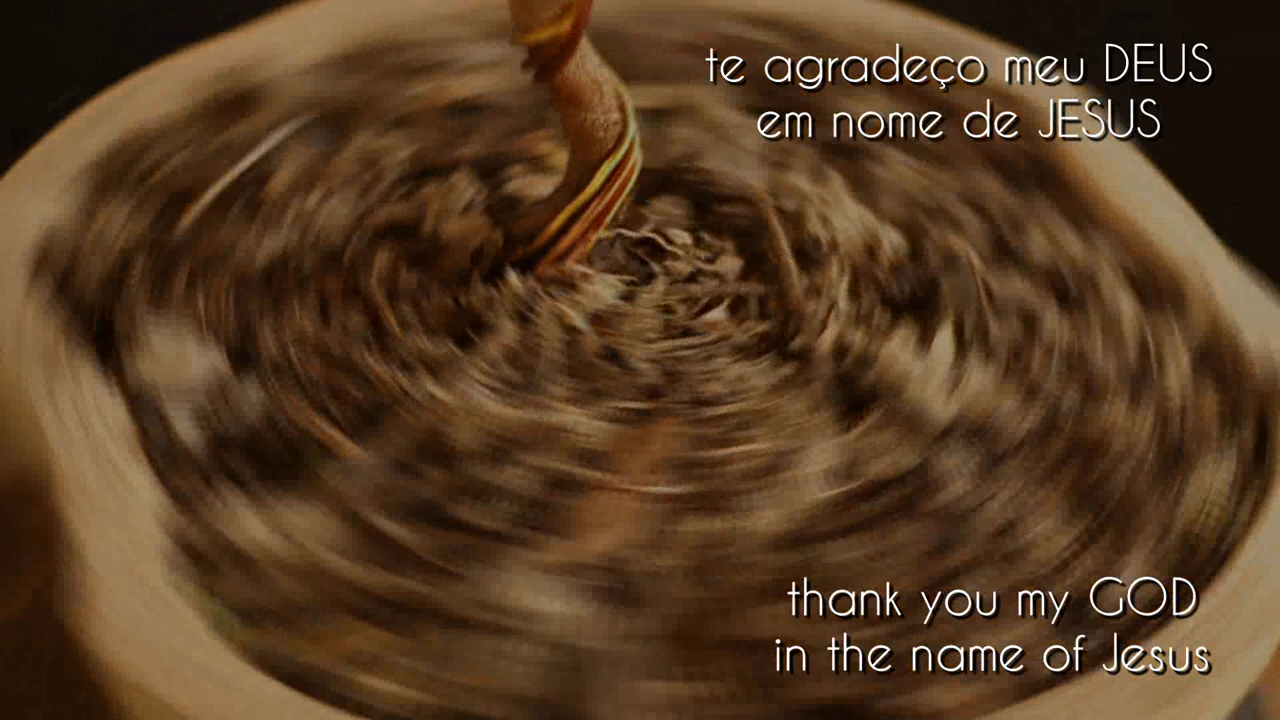 te agradeço meu DEUS
em nome de JESUS
thank you my GOD
in the name of Jesus